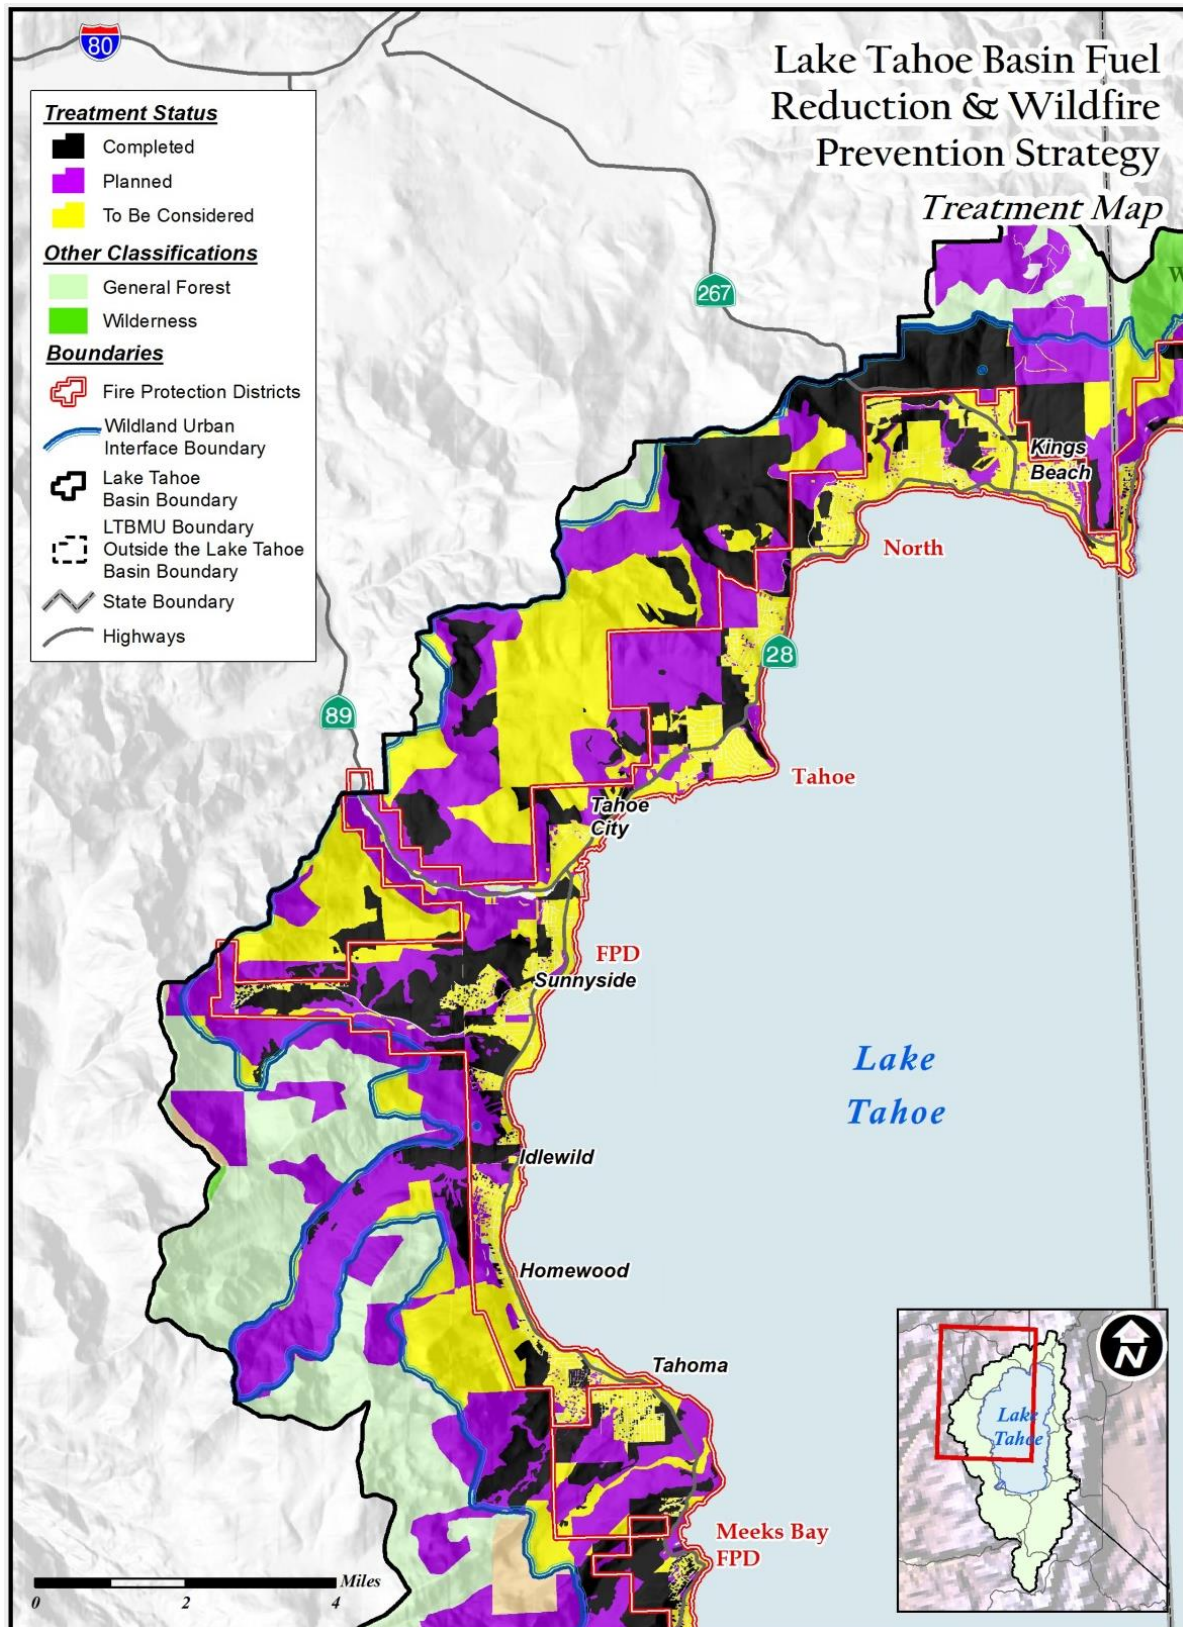 80
Lake Tahoe Basin Fuel
Reduction & Wildfire
Prevention Strategy
Treatment Map
Treatment Status
Completed
Planned
To Be Considered
Other Classifications
General Forest
Wilderness
Boundaries
Fire Protection Districts
Wildland Urban
Interface Boundary
Lake Tahoe
Basin Boundary
LTBMU Boundary
Outside the Lake Tahoe
Basin Boundary
State Boundary
Highways
W
267
Kings
Beach
North
28
89
Tahoe
Tahoe
City
FPD
Sunnyside
Lake
Tahoe
Idlewild
Homewood
Tahoma
N
Lake
Tahoe
Meeks Bay
FPD
Miles
0 2 4